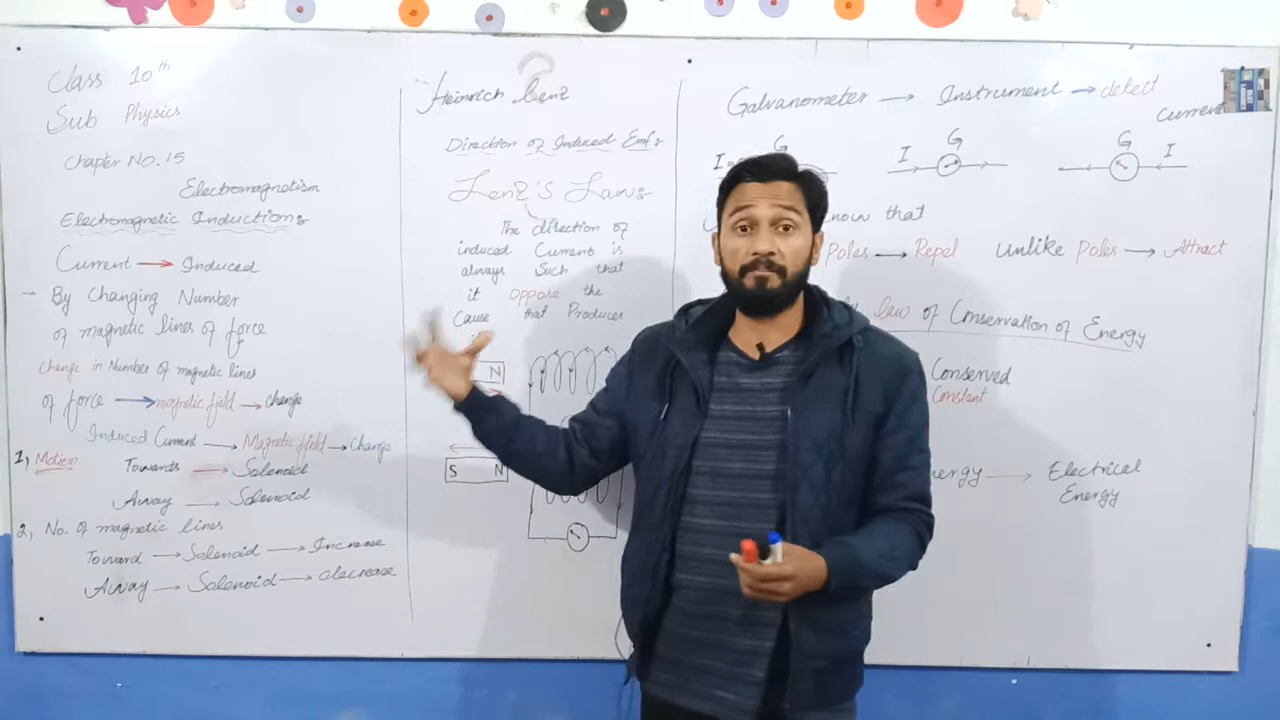 Class 10th
Sub Physics
Chapter NO. 15
Electromagnetism
Electromagnetic Induction:
Current → Induced
- By Changing Number
of magnetic lines of force
change in Number of magnetic lines
of force → magnetic field → change
Induced Current → Magnetic field → Change
1, Motion
Towards → Solenoid
Away → Solenoid
2, No. of magnetic lines
Toward → Solenoid → Increase
Away → Solenoid → decrease
Heinrich Lenz
Direction of Induced Emf:
Lenz's Law:
The direction of
induced Current is
always Such that
it oppose the
Cause that Produces
N
S N
Galvanometer → Instrument → detect
Current
I G
I G
G I
know that
Poles → Repel
Unlike Poles → Attract
law of Conservation of Energy
Conserved
Constant
→ Electrical
Energy